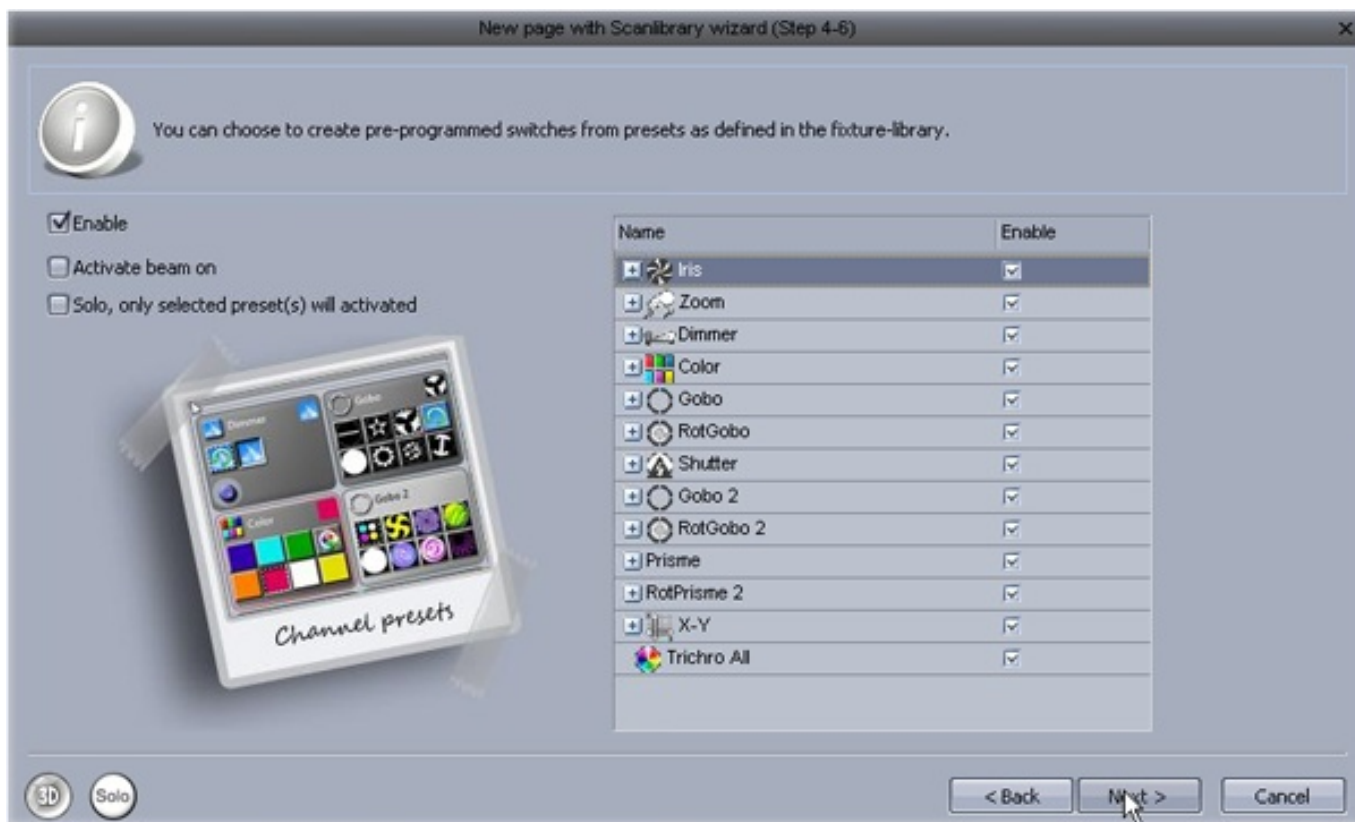 New page with Scanlibrary wizard (Step 4-6)
You can choose to create pre-programmed switches from presets as defined in the fixture-library.
Enable
Activate beam on
Solo, only selected preset(s) will activated
Dimmer
Gobo
Color
Gobo 2
Channel presets
Name Enable
Iris
Zoom
Dimmer
Color
Gobo
RotGobo
Shutter
Gobo 2
RotGobo 2
Prisme
RotPrisme 2
X-Y
Trichro All
3D Solo < Back Next > Cancel